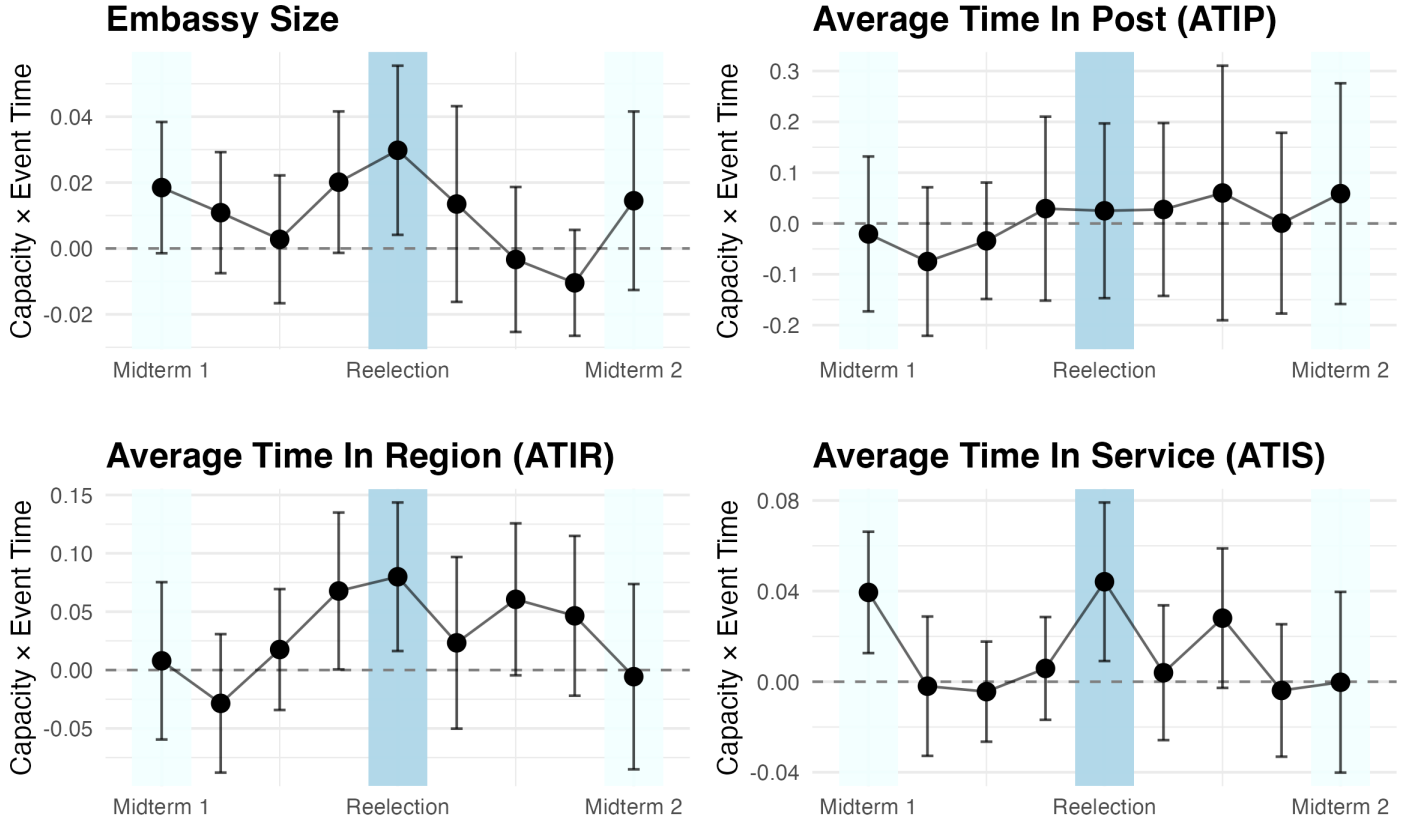 Embassy Size
Capacity × Event Time
0.04
0.02
0.00
-0.02
Midterm 1
Reelection
Midterm 2
Average Time In Post (ATIP)
Capacity × Event Time
0.3
0.2
0.1
0.0
-0.1
-0.2
Midterm 1
Reelection
Midterm 2
Average Time In Region (ATIR)
Capacity × Event Time
0.15
0.10
0.05
0.00
-0.05
Midterm 1
Reelection
Midterm 2
Average Time In Service (ATIS)
Capacity × Event Time
0.08
0.04
0.00
-0.04
Midterm 1
Reelection
Midterm 2